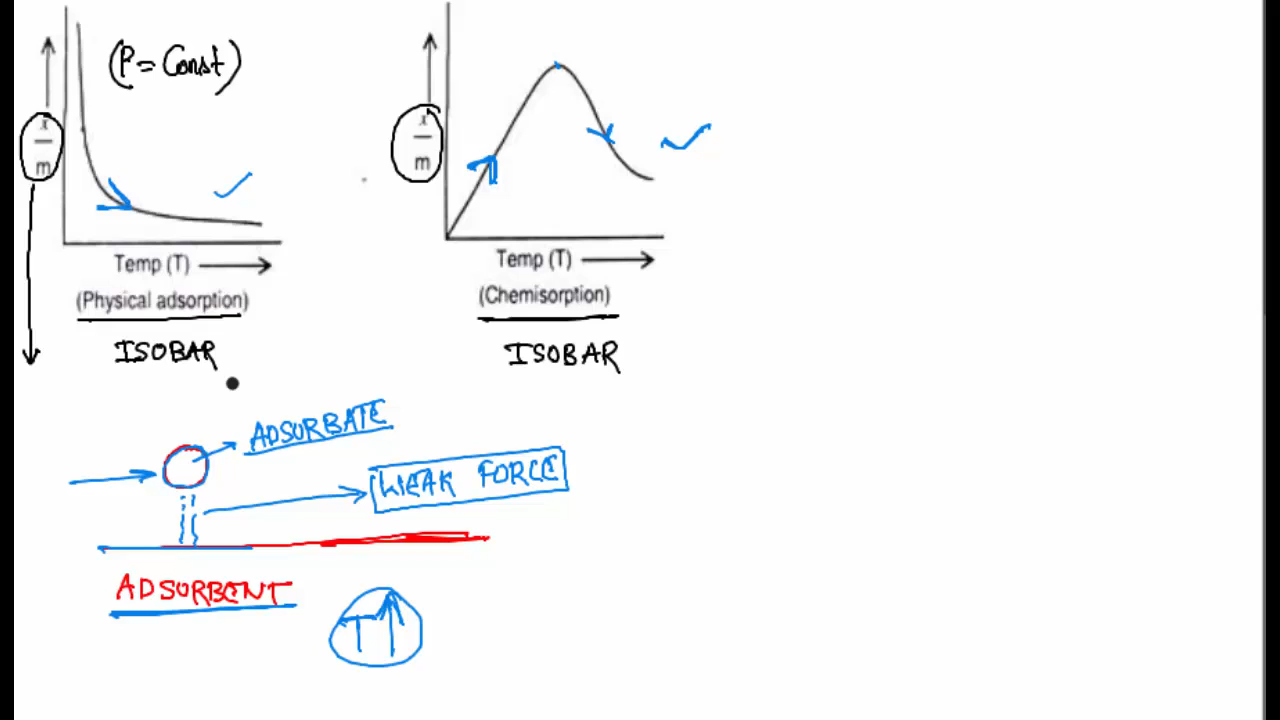 (P = Const)
x
m
Temp (T)
(Physical adsorption)
ISOBAR
x
m
Temp (T)
(Chemisorption)
ISOBAR
ADSORBATE
WEAK FORCE
ADSORBENT
T↑